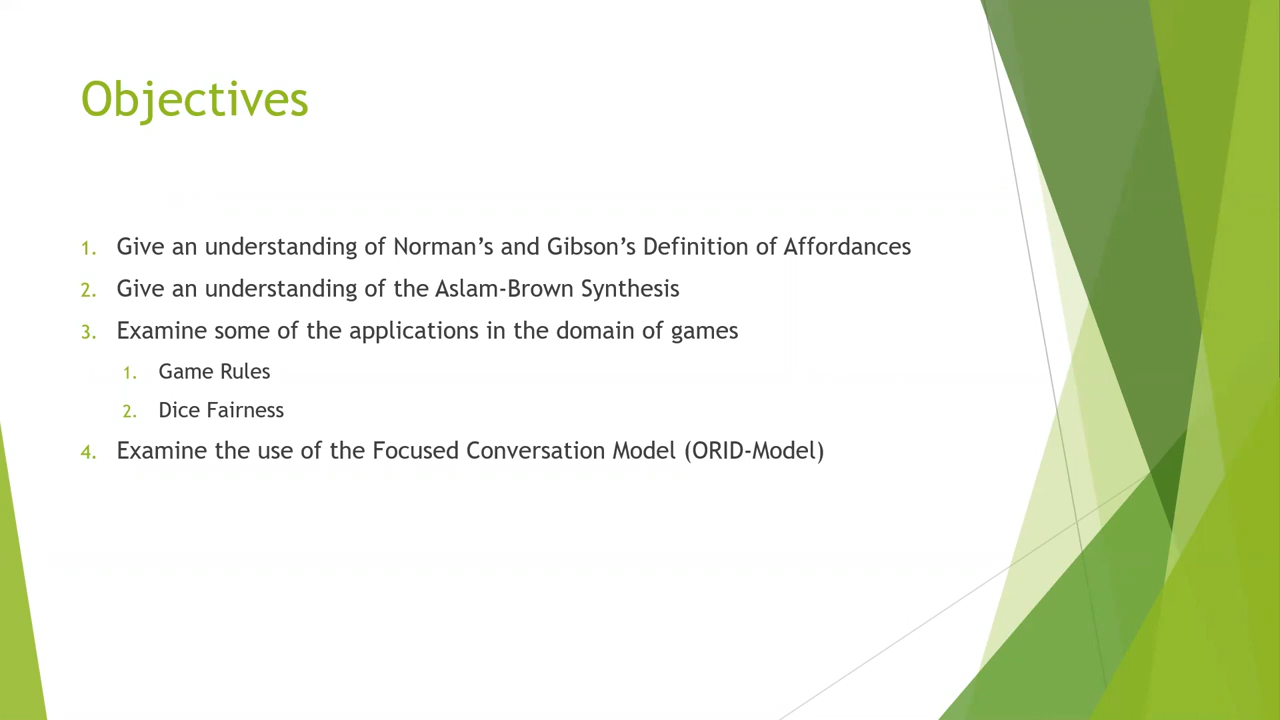 Objectives
1. Give an understanding of Norman’s and Gibson’s Definition of Affordances
2. Give an understanding of the Aslam-Brown Synthesis
3. Examine some of the applications in the domain of games
1. Game Rules
2. Dice Fairness
4. Examine the use of the Focused Conversation Model (ORID-Model)